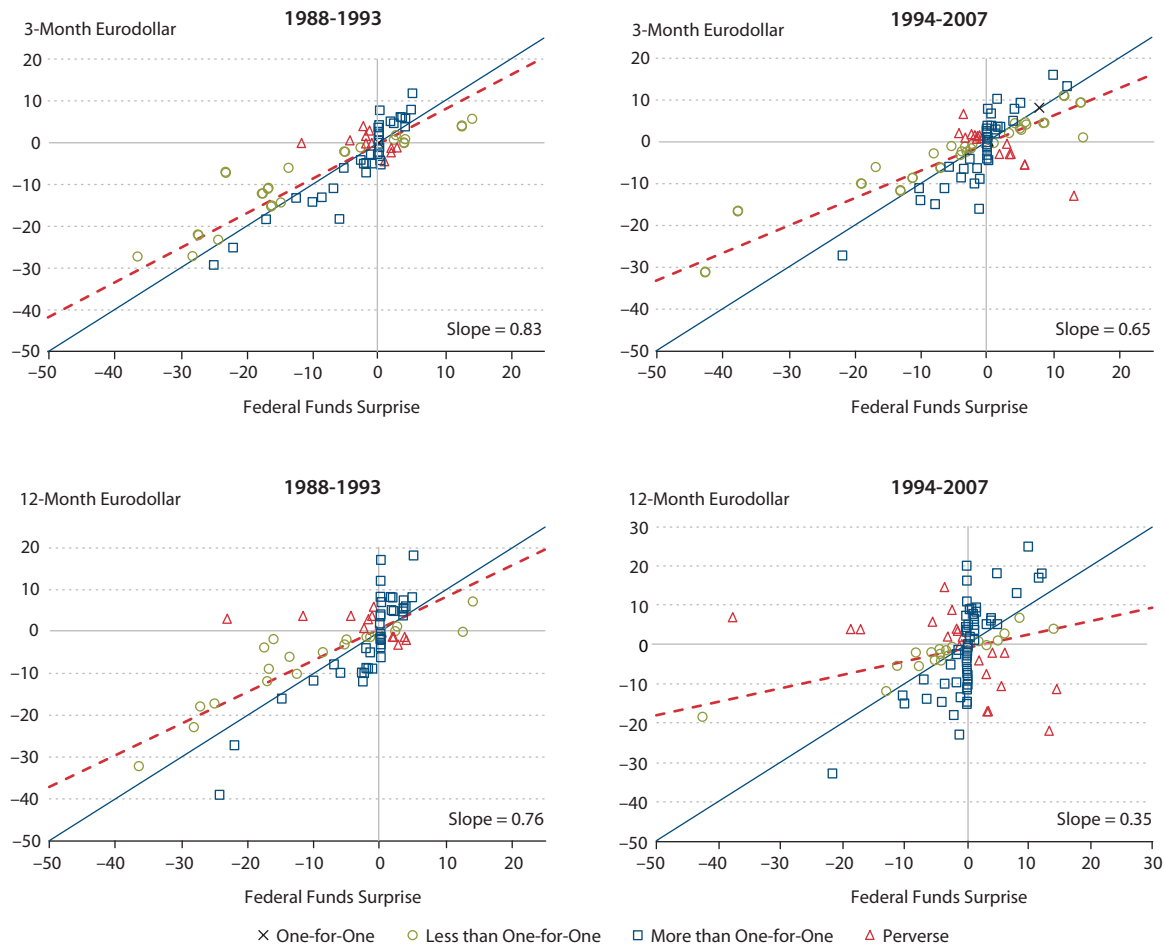 1988-1993
3-Month Eurodollar
20
10
0
−10
−20
−30
−40
−50
Slope = 0.83
−50 −40 −30 −20 −10 0 10 20
Federal Funds Surprise
1994-2007
3-Month Eurodollar
20
10
0
−10
−20
−30
−40
−50
Slope = 0.65
−50 −40 −30 −20 −10 0 10 20
Federal Funds Surprise
12-Month Eurodollar
1988-1993
20
10
0
−10
−20
−30
−40
−50
Slope = 0.76
−50 −40 −30 −20 −10 0 10 20
Federal Funds Surprise
12-Month Eurodollar
1994-2007
30
20
10
0
−10
−20
−30
−40
−50
Slope = 0.35
−50 −40 −30 −20 −10 0 10 20 30
Federal Funds Surprise
One-for-One Less than One-for-One More than One-for-One Perverse